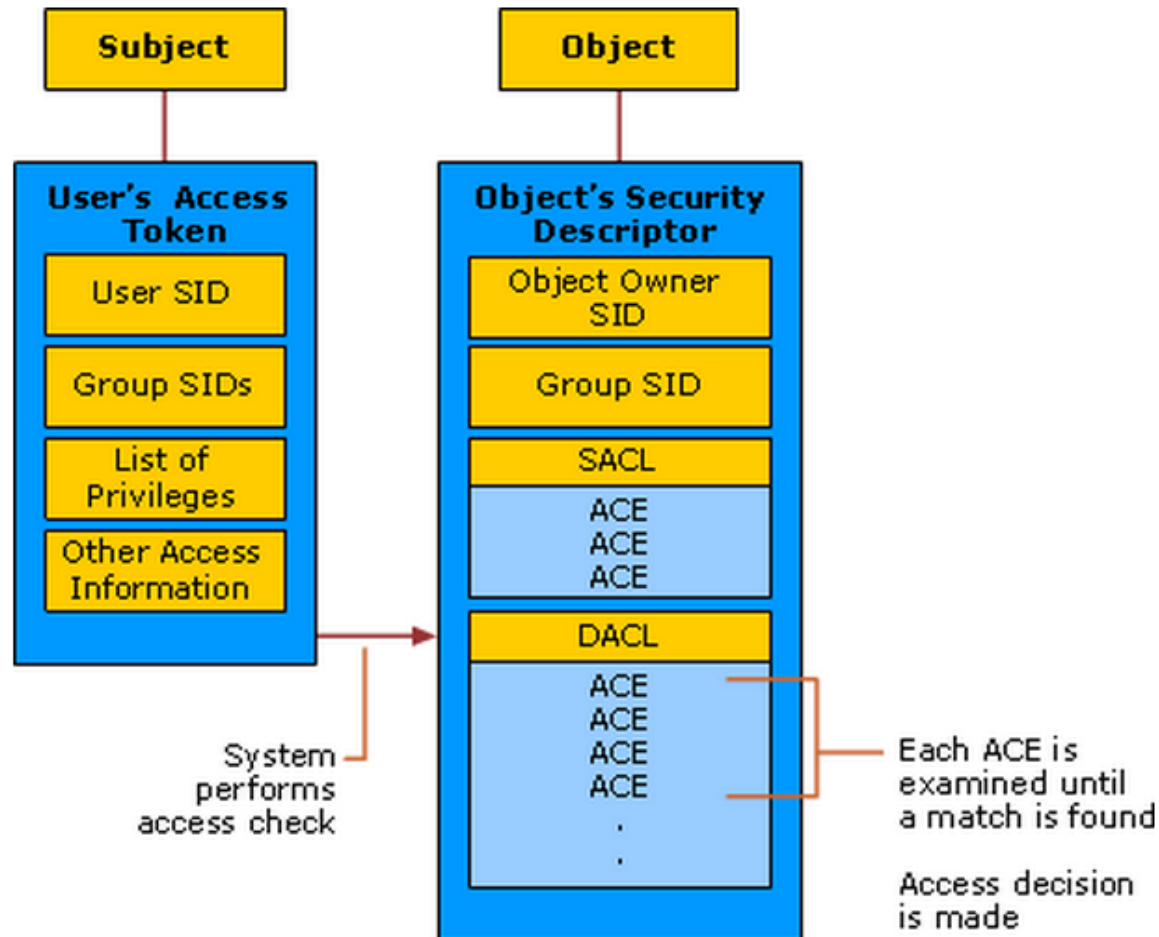 Subject
Object
User's Access
Token
User SID
Group SIDs
List of
Privileges
Other Access
Information
Object's Security
Descriptor
Object Owner
SID
Group SID
SACL
ACE
ACE
ACE
DACL
ACE
ACE
ACE
ACE
.
.
System
performs
access check
Each ACE is
examined until
a match is found
Access decision
is made